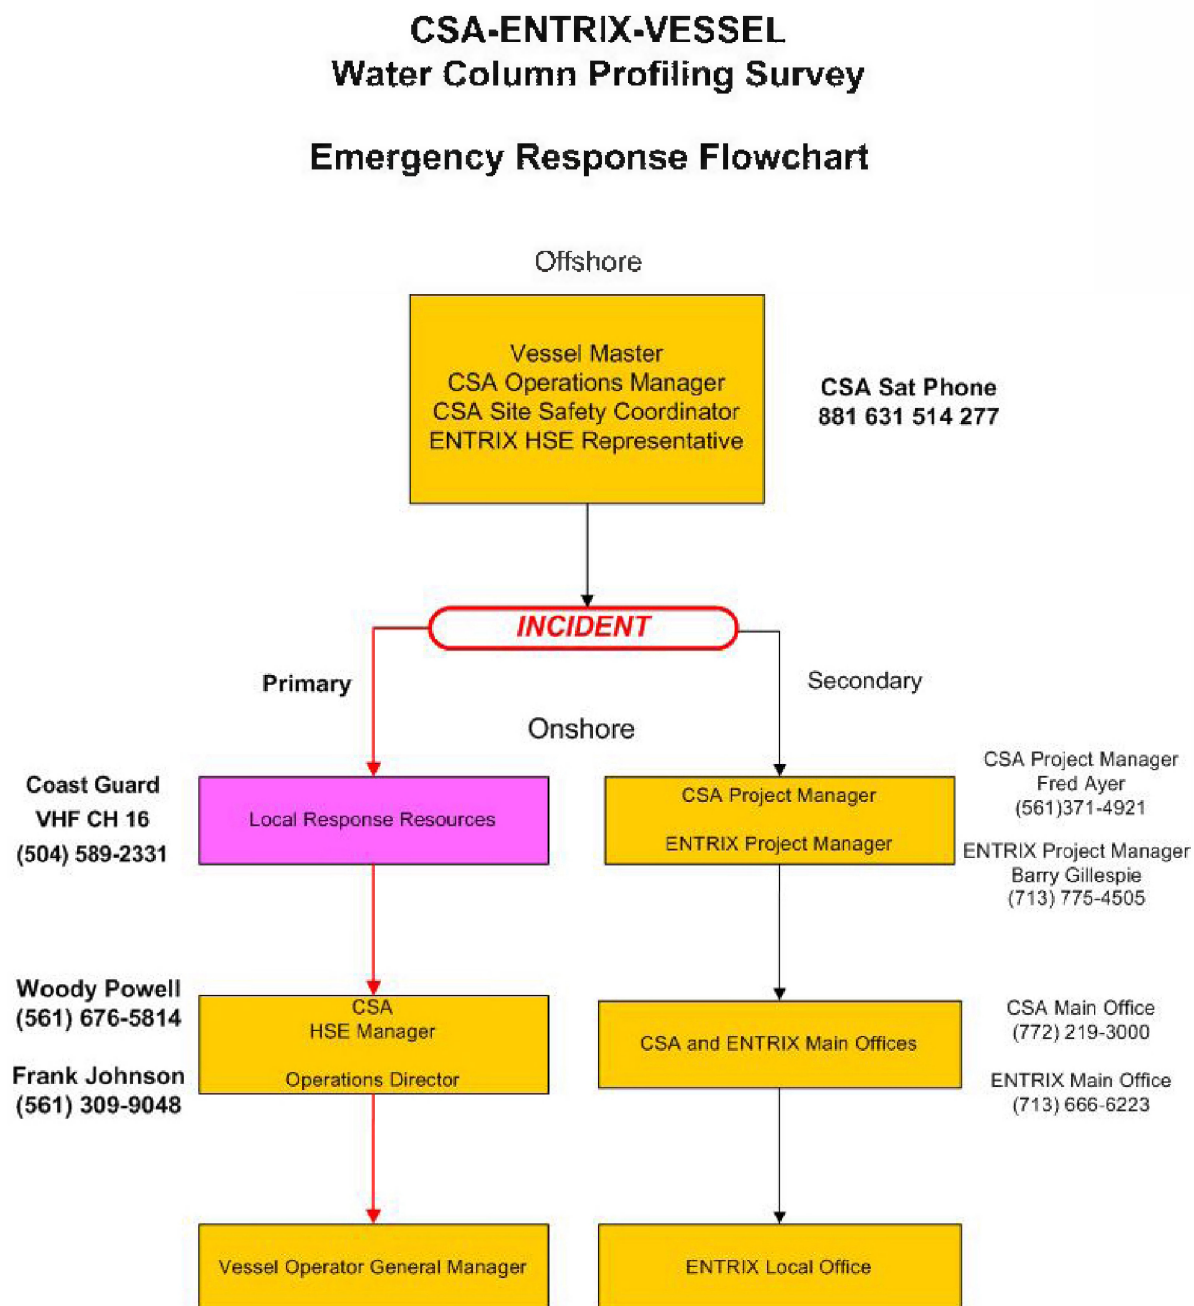 CSA-ENTRIX-VESSEL
Water Column Profiling Survey
Emergency Response Flowchart
Offshore
Vessel Master
CSA Operations Manager
CSA Site Safety Coordinator
ENTRIX HSE Representative
CSA Sat Phone
881 631 514 277
INCIDENT
Primary
Secondary
Onshore
Coast Guard
VHF CH 16
(504) 589-2331
Local Response Resources
CSA Project Manager
ENTRIX Project Manager
CSA Project Manager
Fred Ayer
(561)371-4921
ENTRIX Project Manager
Barry Gillespie
(713) 775-4505
Woody Powell
(561) 676-5814
Frank Johnson
(561) 309-9048
CSA
HSE Manager
Operations Director
CSA and ENTRIX Main Offices
CSA Main Office
(772) 219-3000
ENTRIX Main Office
(713) 666-6223
Vessel Operator General Manager
ENTRIX Local Office